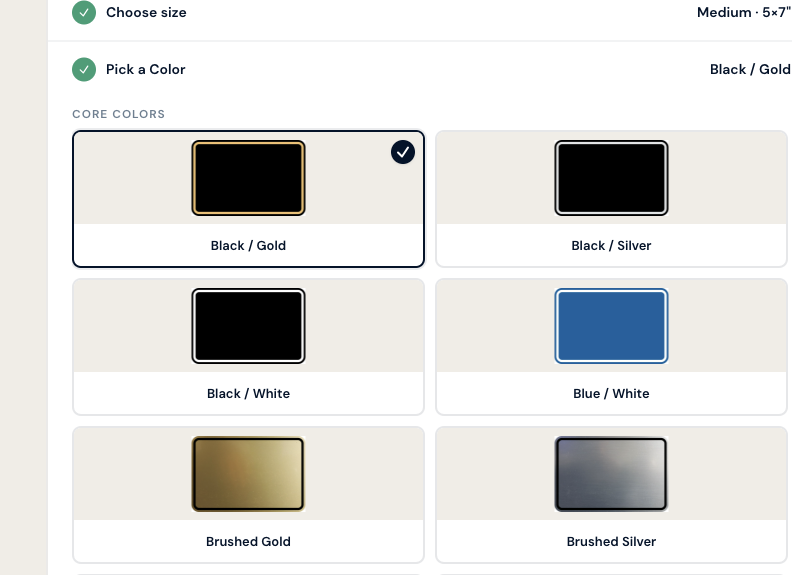 Choose size
Medium · 5×7"
Pick a Color
Black / Gold
CORE COLORS
Black / Gold
Black / Silver
Black / White
Blue / White
Brushed Gold
Brushed Silver